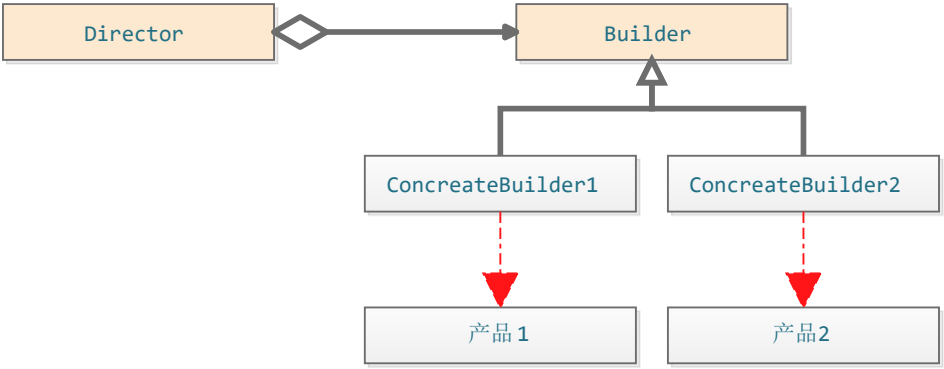 Director
Builder
ConcreateBuilder1
ConcreateBuilder2
产品1
产品2